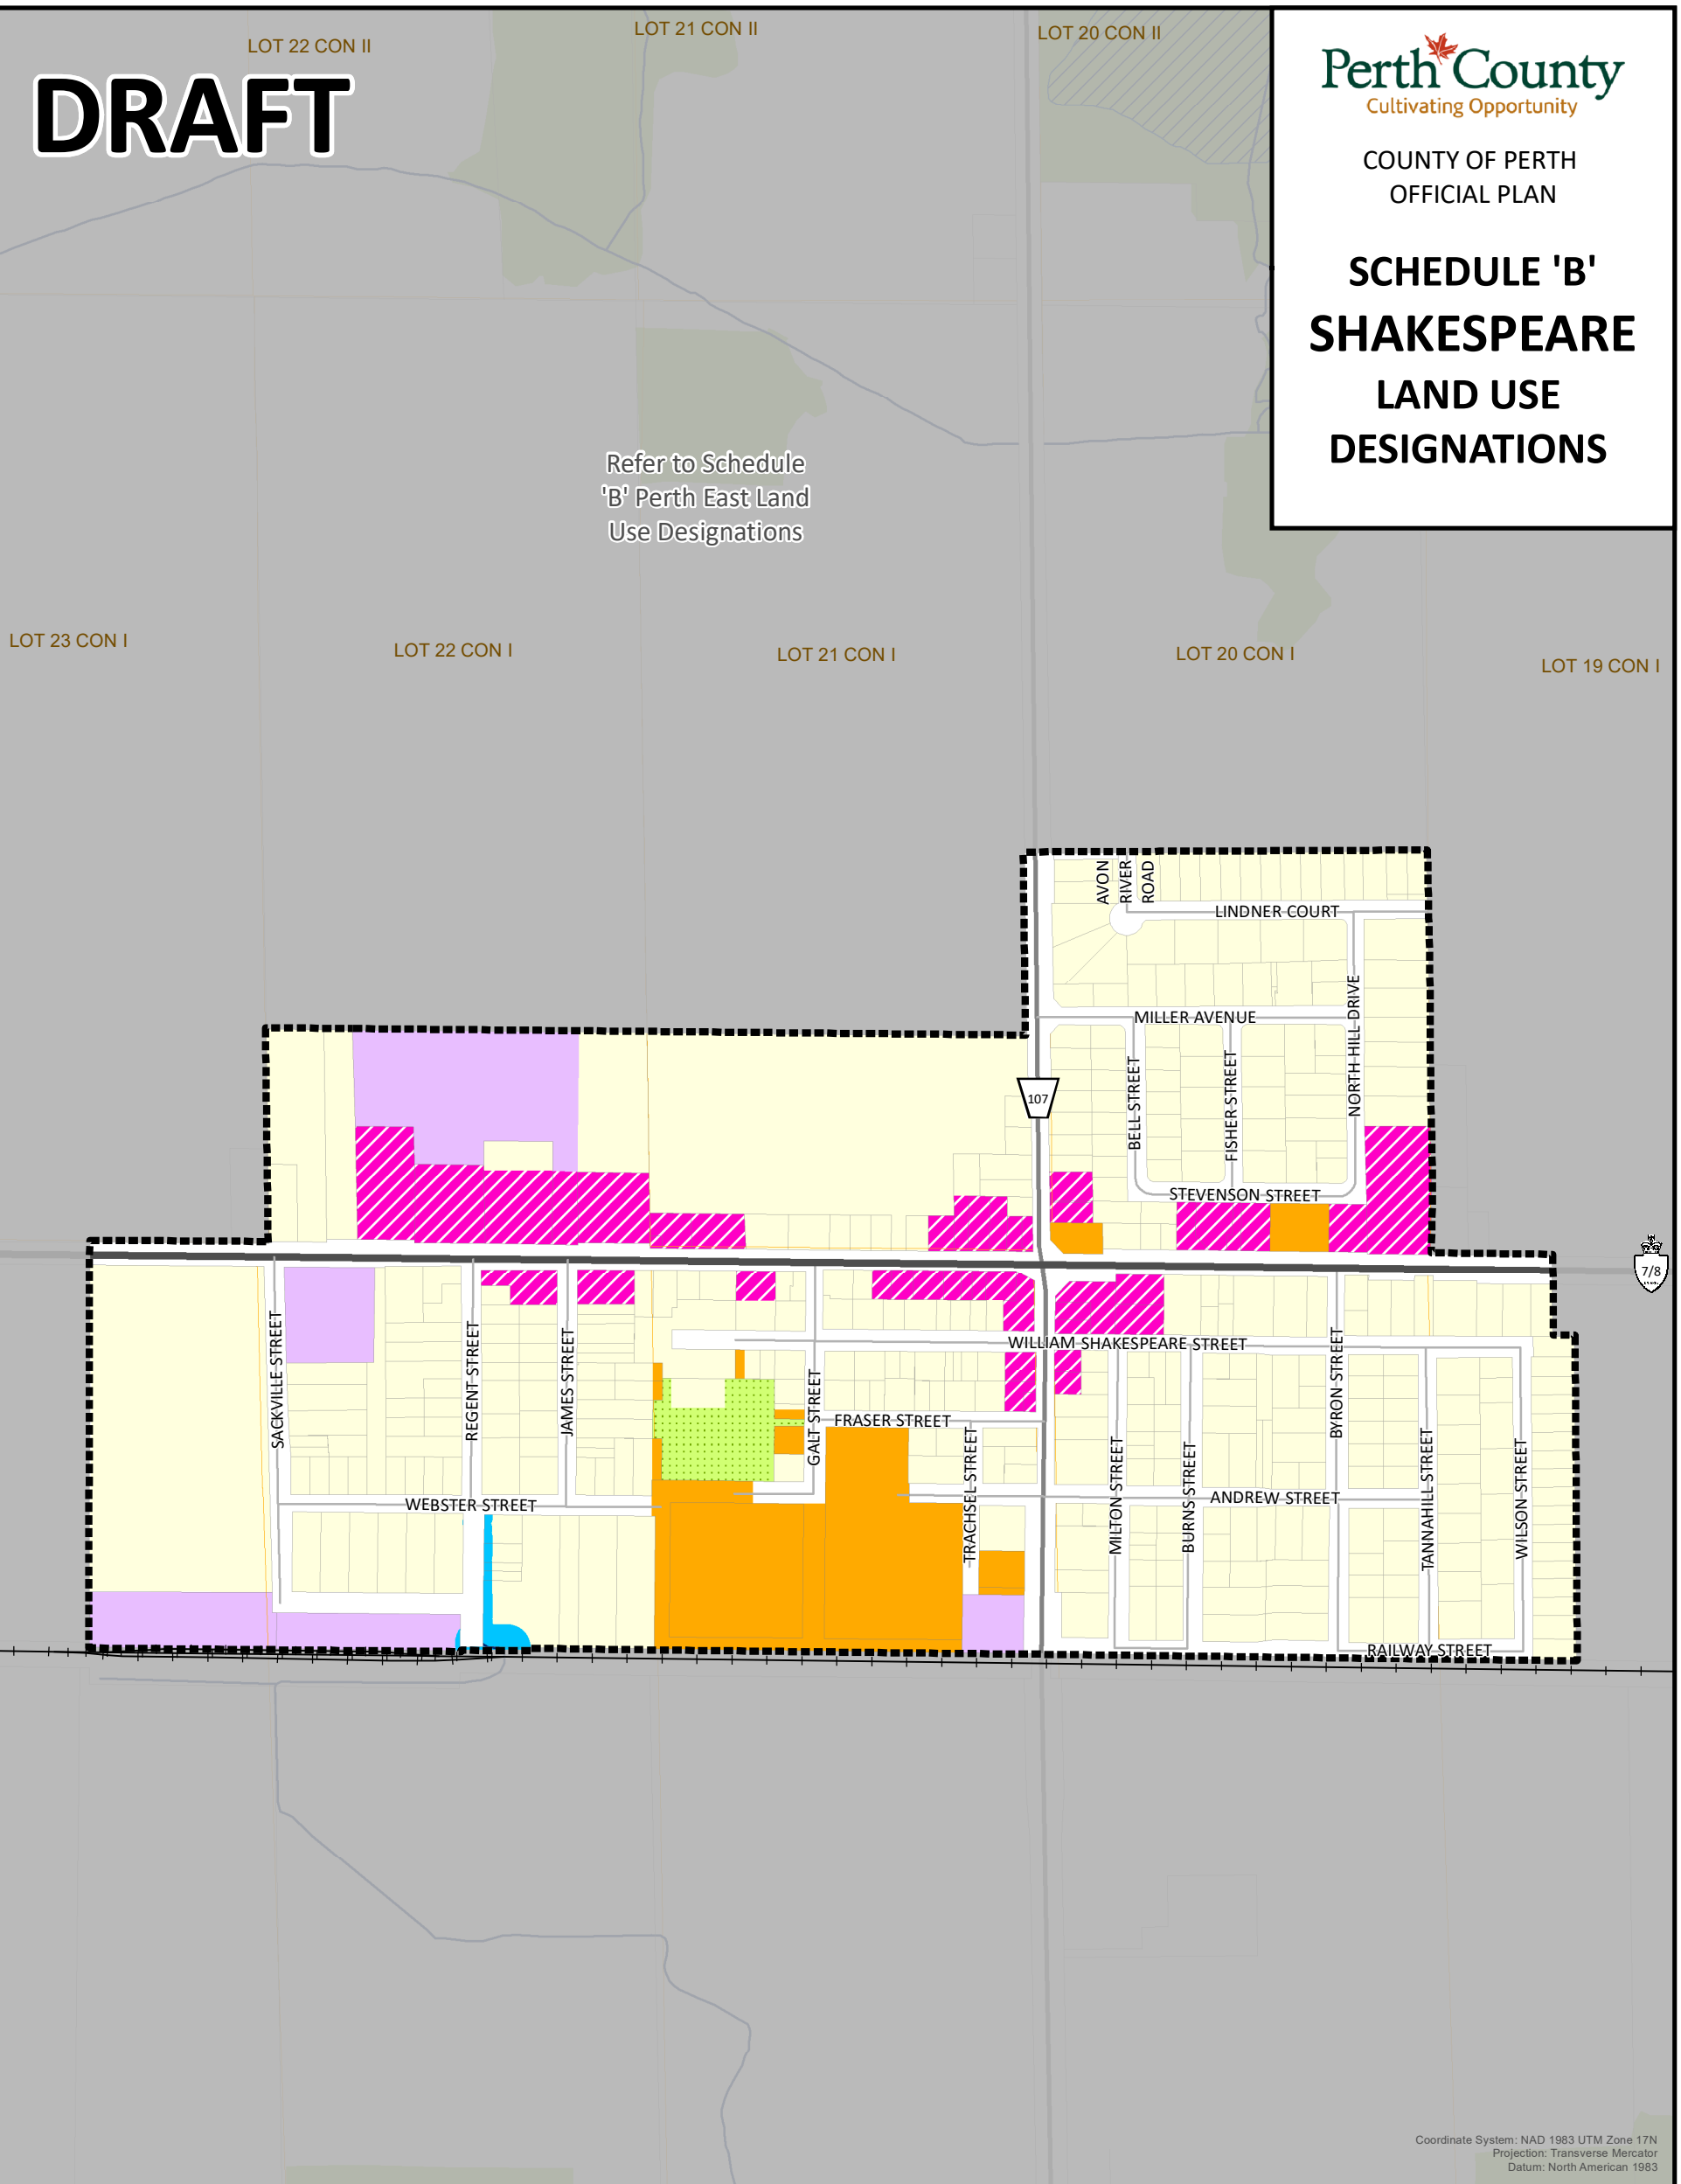 LOT 22 CON II
LOT 21 CON II
LOT 20 CON II
DRAFT
Perth County
Cultivating Opportunity
COUNTY OF PERTH
OFFICIAL PLAN
SCHEDULE 'B'
SHAKESPEARE
LAND USE
DESIGNATIONS
Refer to Schedule
'B' Perth East Land
Use Designations
LOT 23 CON I
LOT 22 CON I
LOT 21 CON I
LOT 20 CON I
LOT 19 CON I
AVON
RIVER
ROAD
LINDNER COURT
MILLER AVENUE
NORTH HILL DRIVE
BELL STREET
FISHER STREET
107
STEVENSON STREET
7/8
SACKVILLE STREET
REGENT STREET
JAMES STREET
WILLIAM SHAKESPEARE STREET
GALT STREET
FRASER STREET
BYRON STREET
TRACHSEL STREET
MILTON STREET
BURNS STREET
TANNAHILL STREET
WILSON STREET
WEBSTER STREET
ANDREW STREET
RAILWAY STREET
Coordinate System: NAD 1983 UTM Zone 17N
Projection: Transverse Mercator
Datum: North American 1983